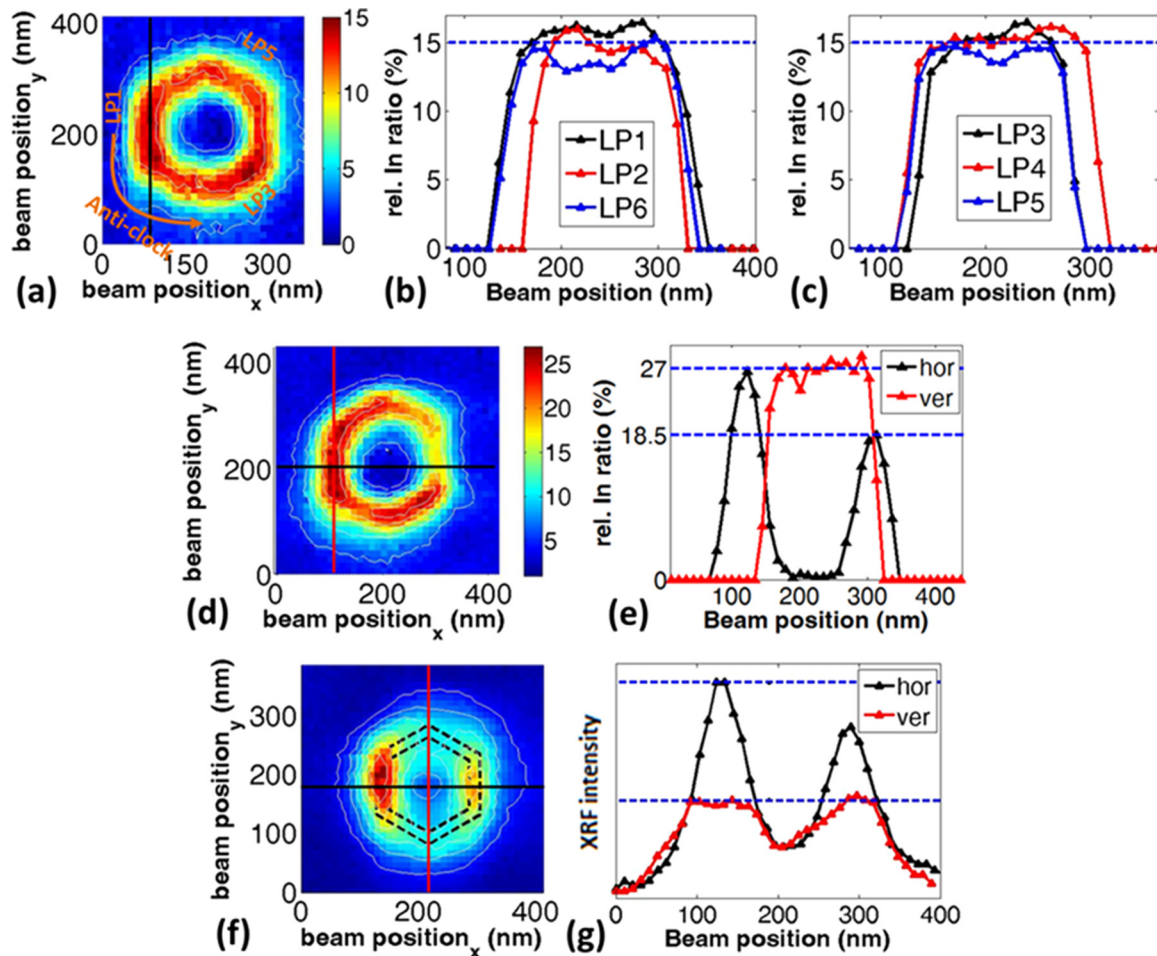 (a)
beam position_y (nm)
400
200
0
0 150 300
beam position_x (nm)
LP1
LP5
LP3
Anti-clock
15
10
5
0
(b)
rel. In ratio (%)
15
10
5
0
100 200 300 400
Beam position (nm)
LP1
LP2
LP6
(c)
rel. In ratio (%)
15
10
5
0
100 200 300
Beam position (nm)
LP3
LP4
LP5
(d)
beam position_y (nm)
400
200
0
0 200 400
beam position_x (nm)
25
20
15
10
5
(e)
rel. In ratio (%)
27
18.5
0
100 200 300 400
Beam position (nm)
hor
ver
(f)
beam position_y (nm)
300
200
100
0
0 200 400
beam position_x (nm)
(g)
XRF intensity
0 100 200 300 400
Beam position (nm)
hor
ver